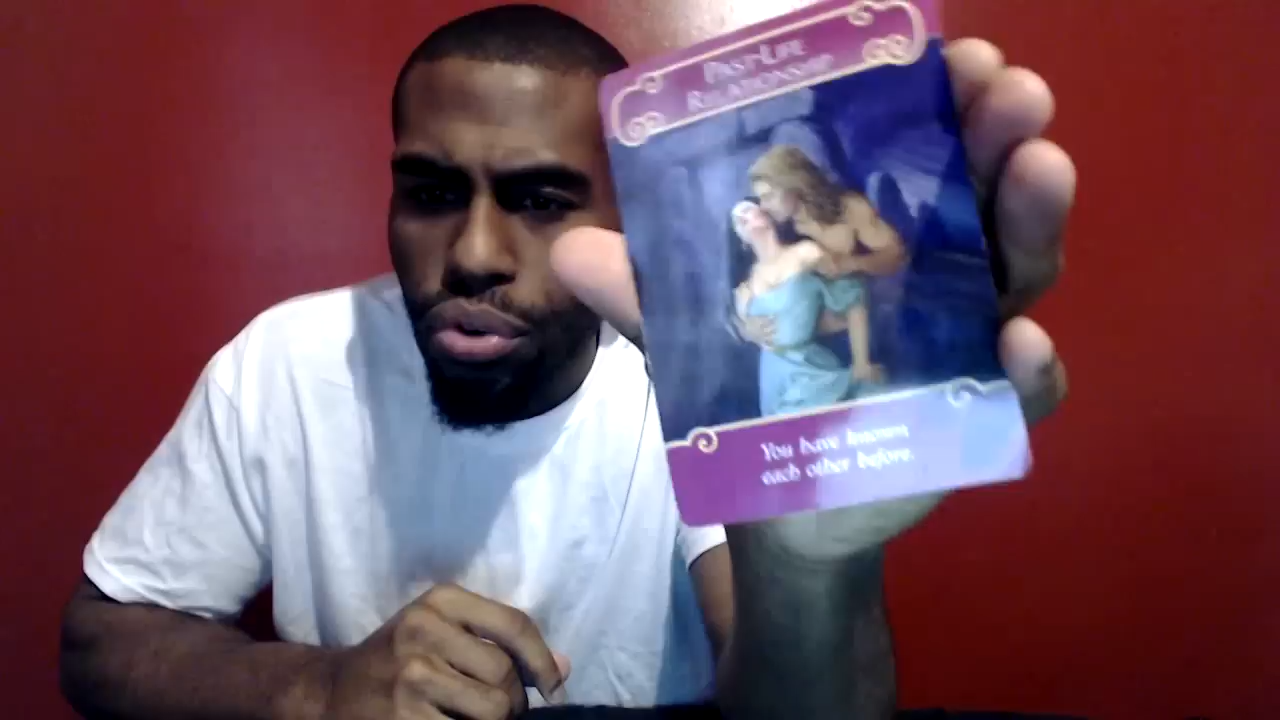 PAST-LIFE
RELATIONSHIP
You have known
each other before.